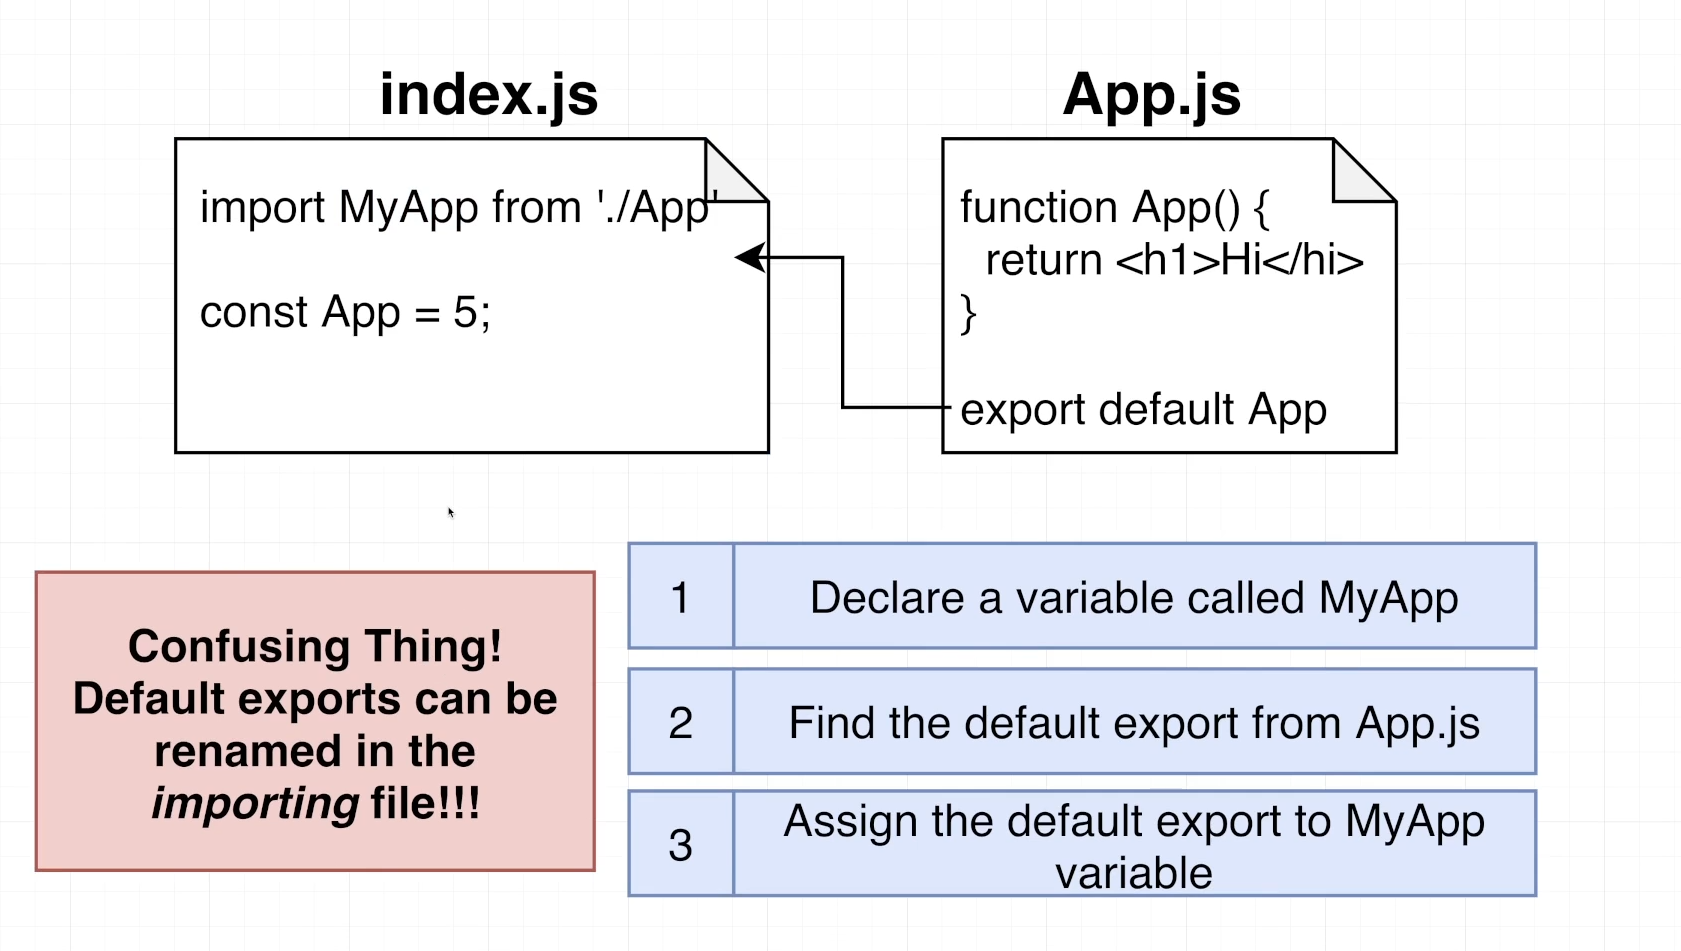 index.js
import MyApp from './App'
const App = 5;
App.js
function App() {
return <h1>Hi</hi>
}
export default App
Confusing Thing!
Default exports can be
renamed in the
importing file!!!
1
Declare a variable called MyApp
2
Find the default export from App.js
3
Assign the default export to MyApp
variable